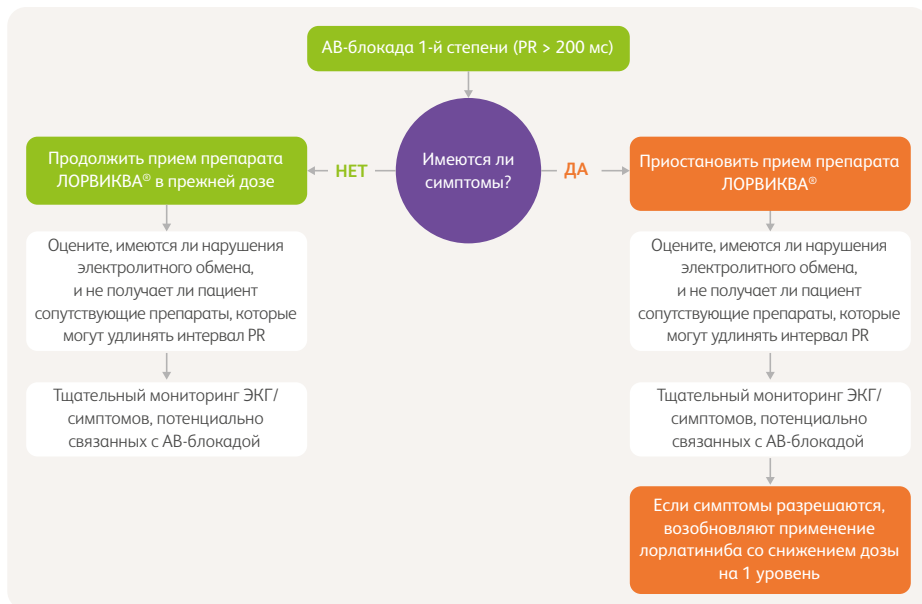 АВ-блокада 1-й степени (PR > 200 мс)
Имеются ли
симптомы?
НЕТ
ДА
Продолжить прием препарата
ЛОРВИКВА® в прежней дозе
Оцените, имеются ли нарушения
электролитного обмена,
и не получает ли пациент
сопутствующие препараты, которые
могут удлинять интервал PR
Тщательный мониторинг ЭКГ/
симптомов, потенциально
связанных с АВ-блокадой
Приостановить прием препарата
ЛОРВИКВА®
Оцените, имеются ли нарушения
электролитного обмена,
и не получает ли пациент
сопутствующие препараты, которые
могут удлинять интервал PR
Тщательный мониторинг ЭКГ/
симптомов, потенциально
связанных с АВ-блокадой
Если симптомы разрешаются,
возобновляют применение
лорлатиниба со снижением дозы
на 1 уровень